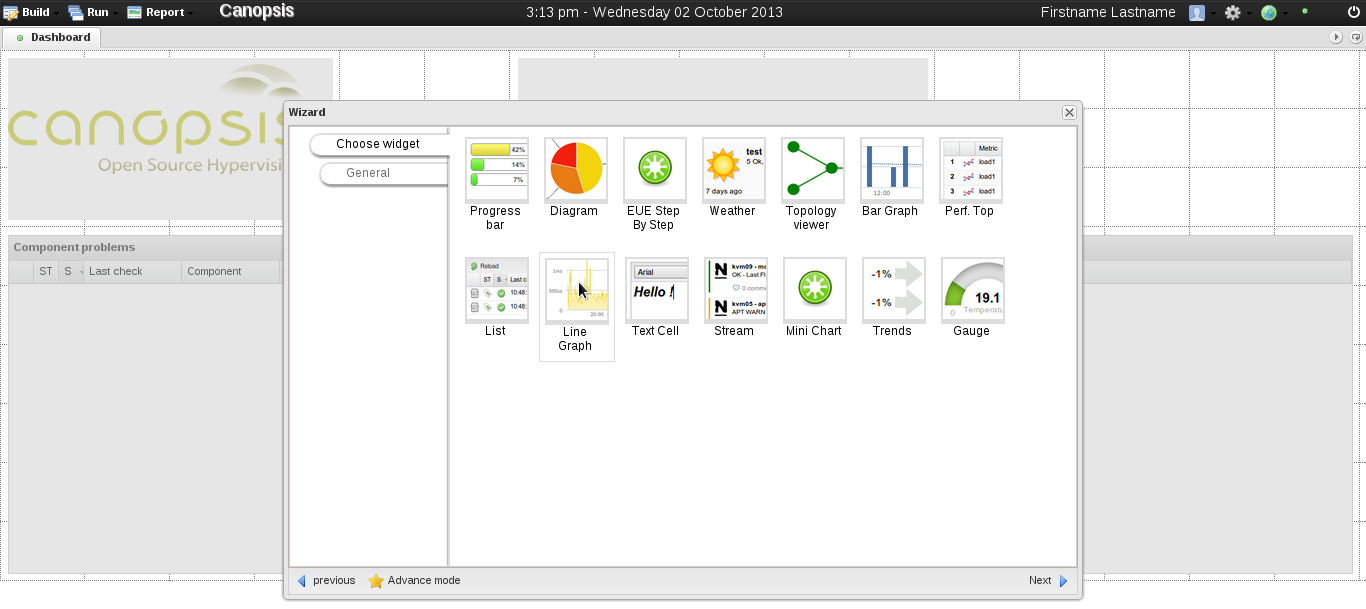 Build Run Report Canopsis 3:13 pm - Wednesday 02 October 2013 Firstname Lastname
Dashboard
canopsis
Open Source Hypervisi
Wizard
Choose widget
General
42%
14%
7%
test
5 Ok,
7 days ago
12:00
Metric
1 load1
2 load1
3 load1
Progress
bar
Diagram
EUE Step
By Step
Weather
Topology
viewer
Bar Graph
Perf. Top
Component problems
ST S Last check Component
Reload
ST S Last c
10:48:
10:48:
1ms
500us
0
20:00
Arial
Hello !
kvm09 - mo
OK - Last Fi
0 comme
kvm05 - ap
APT WARN
-1%
-1%
19.1
0 Temperatu
List
Line
Graph
Text Cell
Stream
Mini Chart
Trends
Gauge
previous Advance mode Next